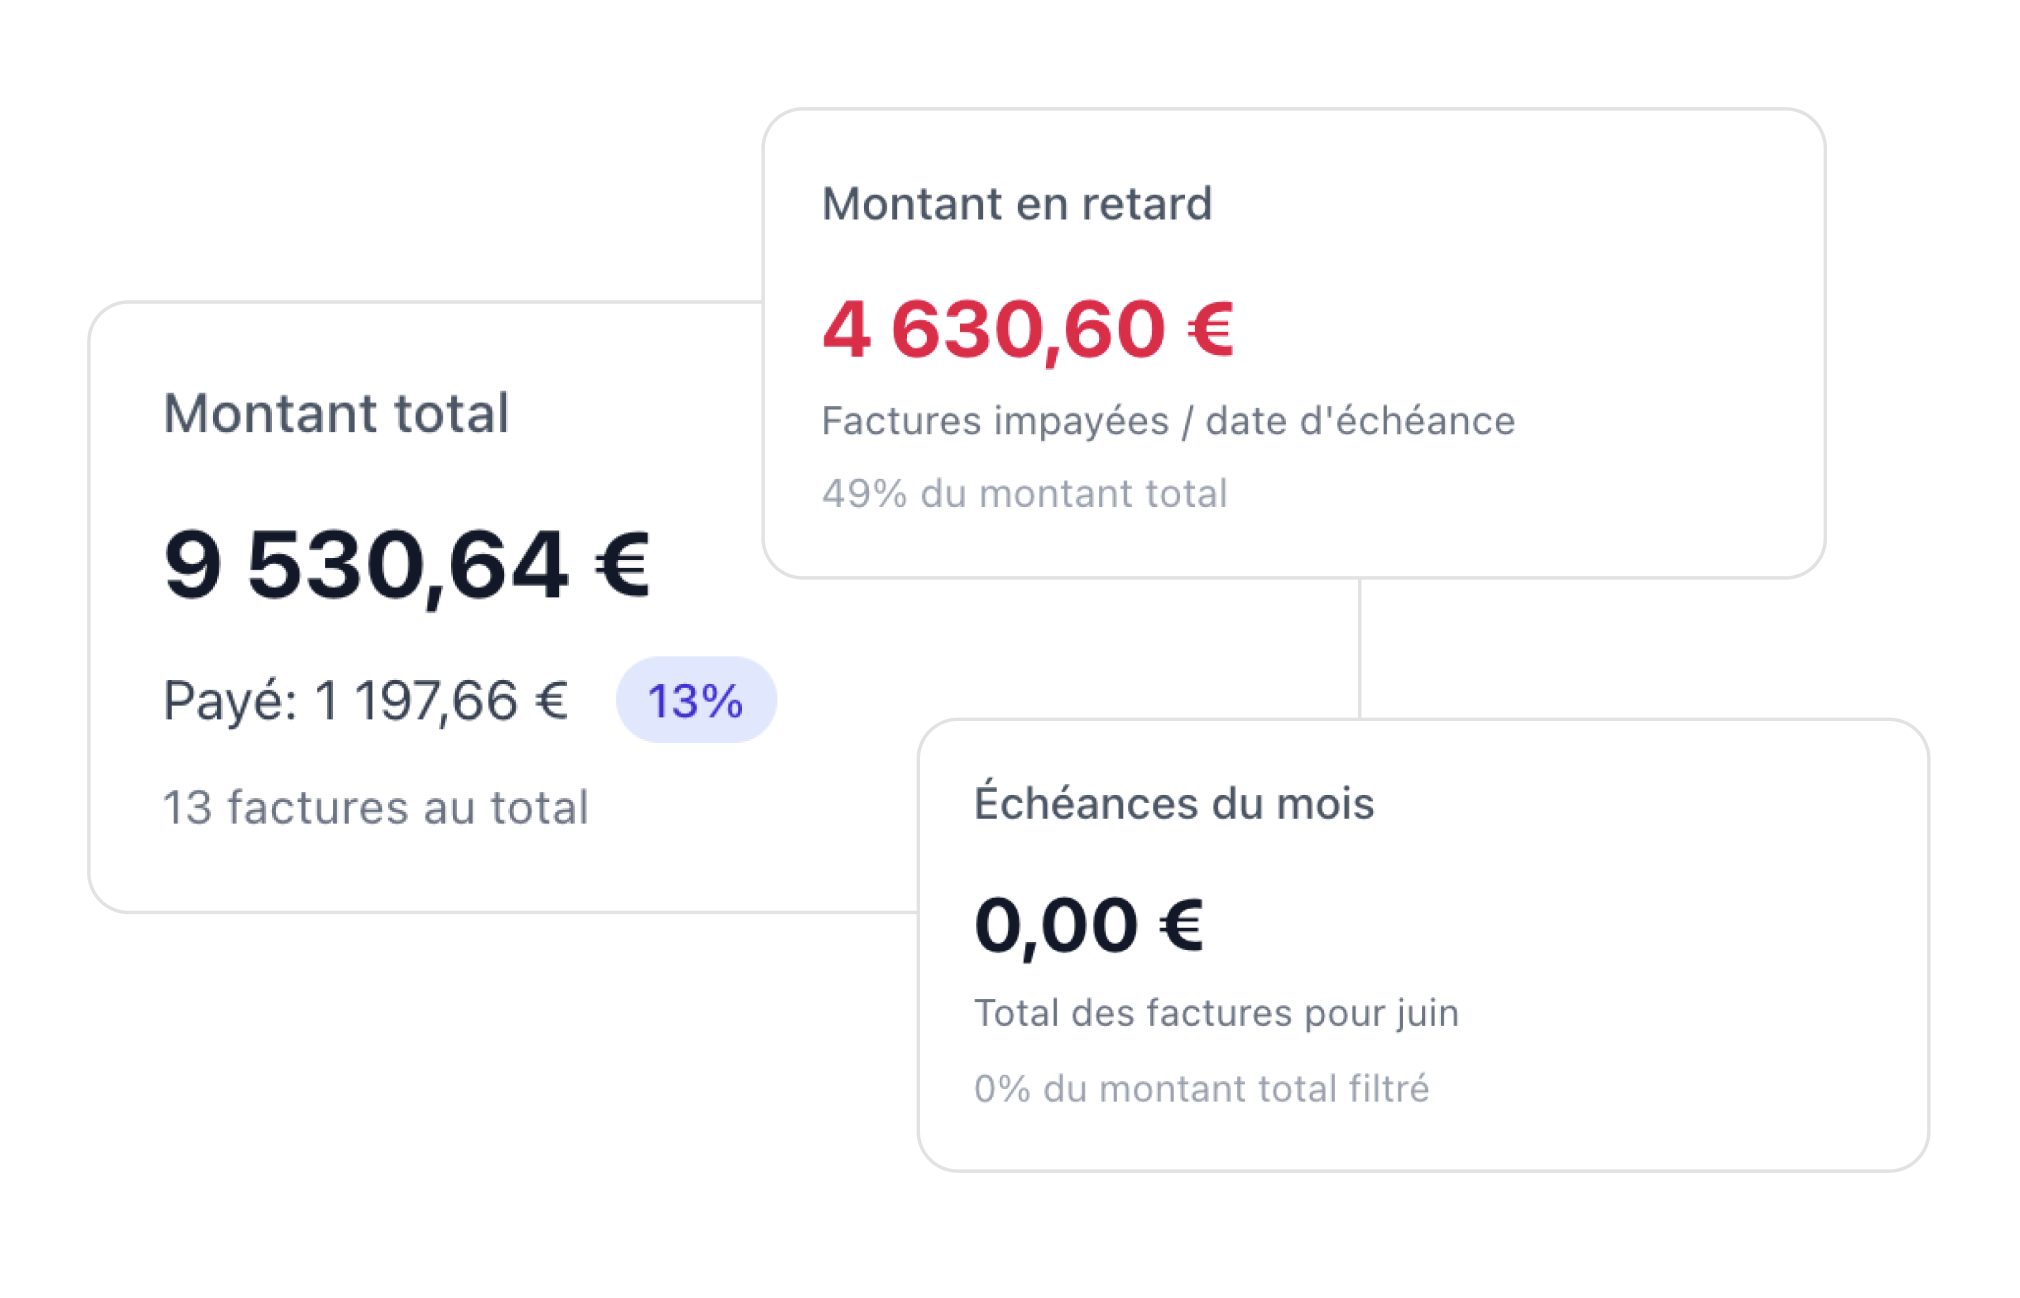 Montant total
9 530,64 €
Payé: 1 197,66 € 13%
13 factures au total
Montant en retard
4 630,60 €
Factures impayées / date d'échéance
49% du montant total
Échéances du mois
0,00 €
Total des factures pour juin
0% du montant total filtré